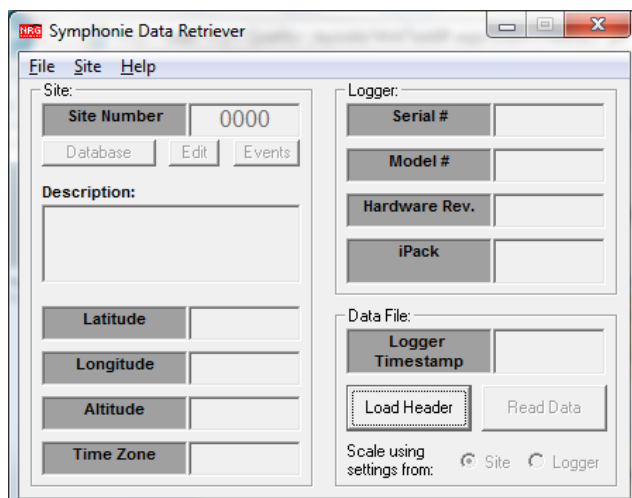 NRG Symphonie Data Retriever
File Site Help
Site:
Site Number 0000
Database Edit Events
Description:
Latitude
Longitude
Altitude
Time Zone
Logger:
Serial #
Model #
Hardware Rev.
iPack
Data File:
Logger
Timestamp
Load Header Read Data
Scale using
settings from: Site Logger